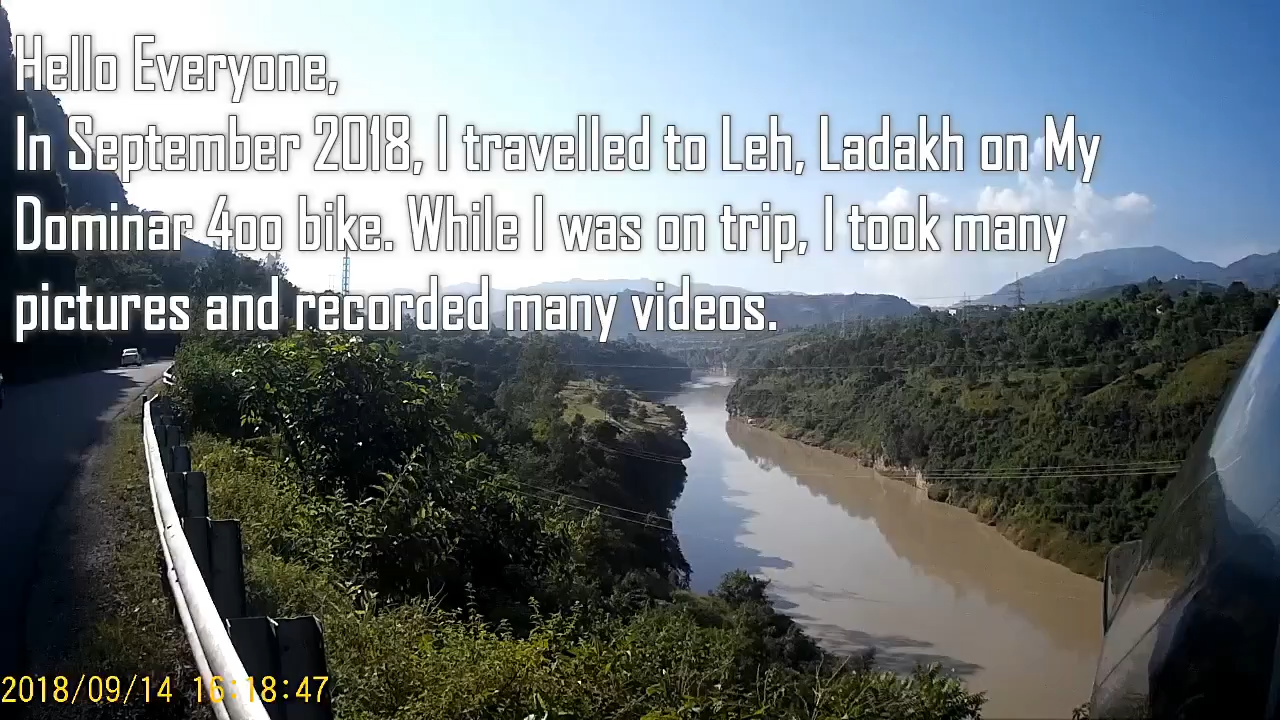 Hello Everyone,
In September 2018, I travelled to Leh, Ladakh on My
Dominar 400 bike. While I was on trip, I took many
pictures and recorded many videos.
2018/09/14 16:18:47